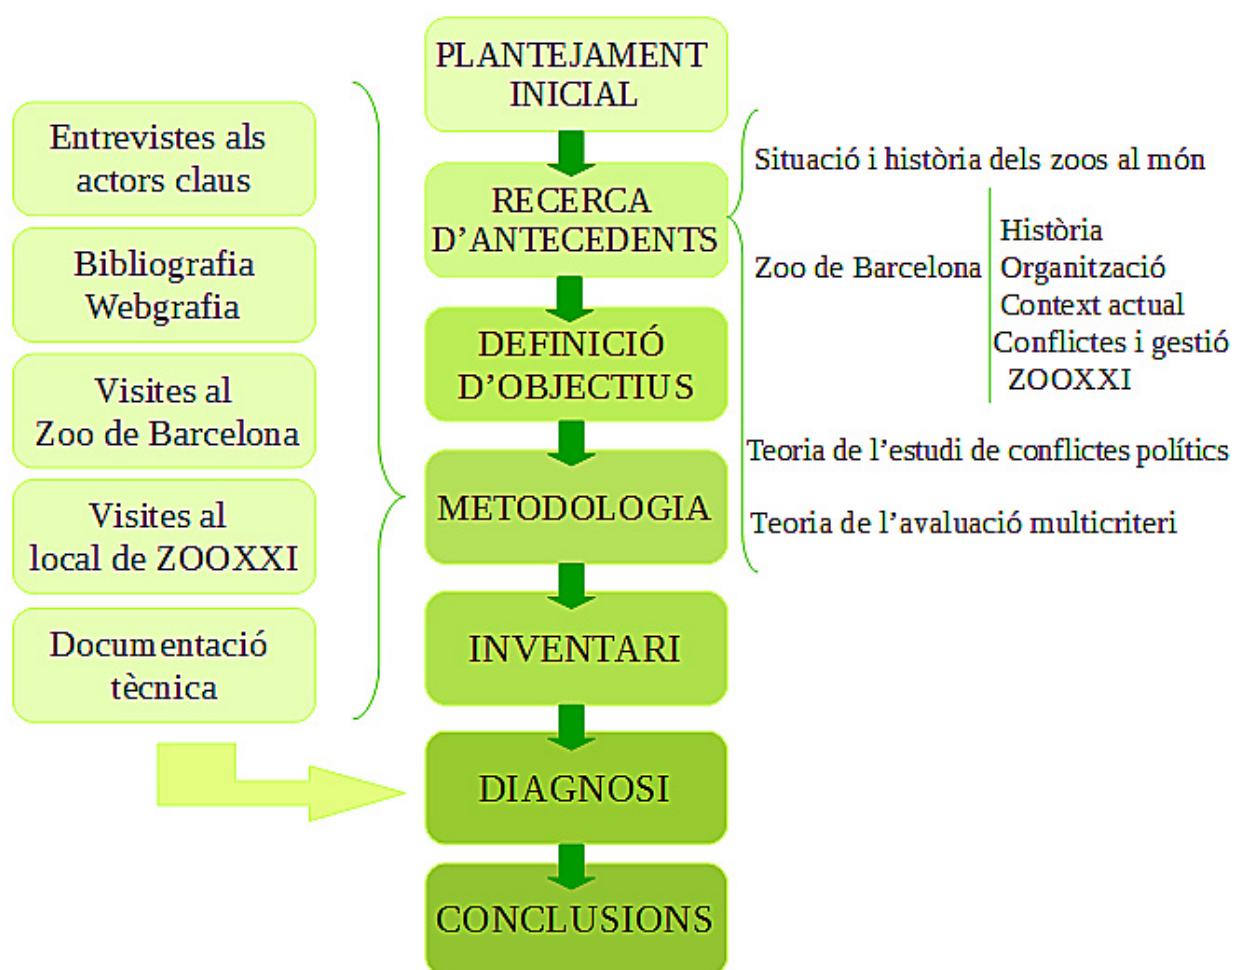 PLANTEJAMENT
INICIAL
RECERCA
D’ANTECEDENTS
DEFINICIÓ
D’OBJECTIUS
METODOLOGIA
INVENTARI
DIAGNOSI
CONCLUSIONS
Entrevistes als
actors claus
Bibliografia
Webgrafia
Visites al
Zoo de Barcelona
Visites al
local de ZOOXXI
Documentació
tècnica
Situació i història dels zoos al món
Zoo de Barcelona
Història
Organització
Context actual
Conflictes i gestió
ZOOXXI
Teoria de l’estudi de conflictes polítics
Teoria de l’avaluació multicriteri